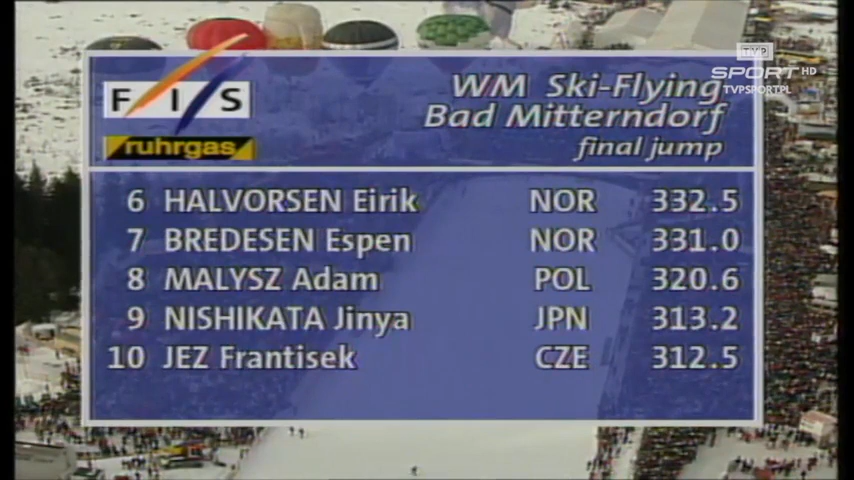 TVP
SPORT HD
TVPSPORT.PL
FIS
ruhrgas
WM Ski-Flying
Bad Mitterndorf
final jump
6 HALVORSEN Eirik NOR 332.5
7 BREDESEN Espen NOR 331.0
8 MALYSZ Adam POL 320.6
9 NISHIKATA Jinya JPN 313.2
10 JEZ Frantisek CZE 312.5